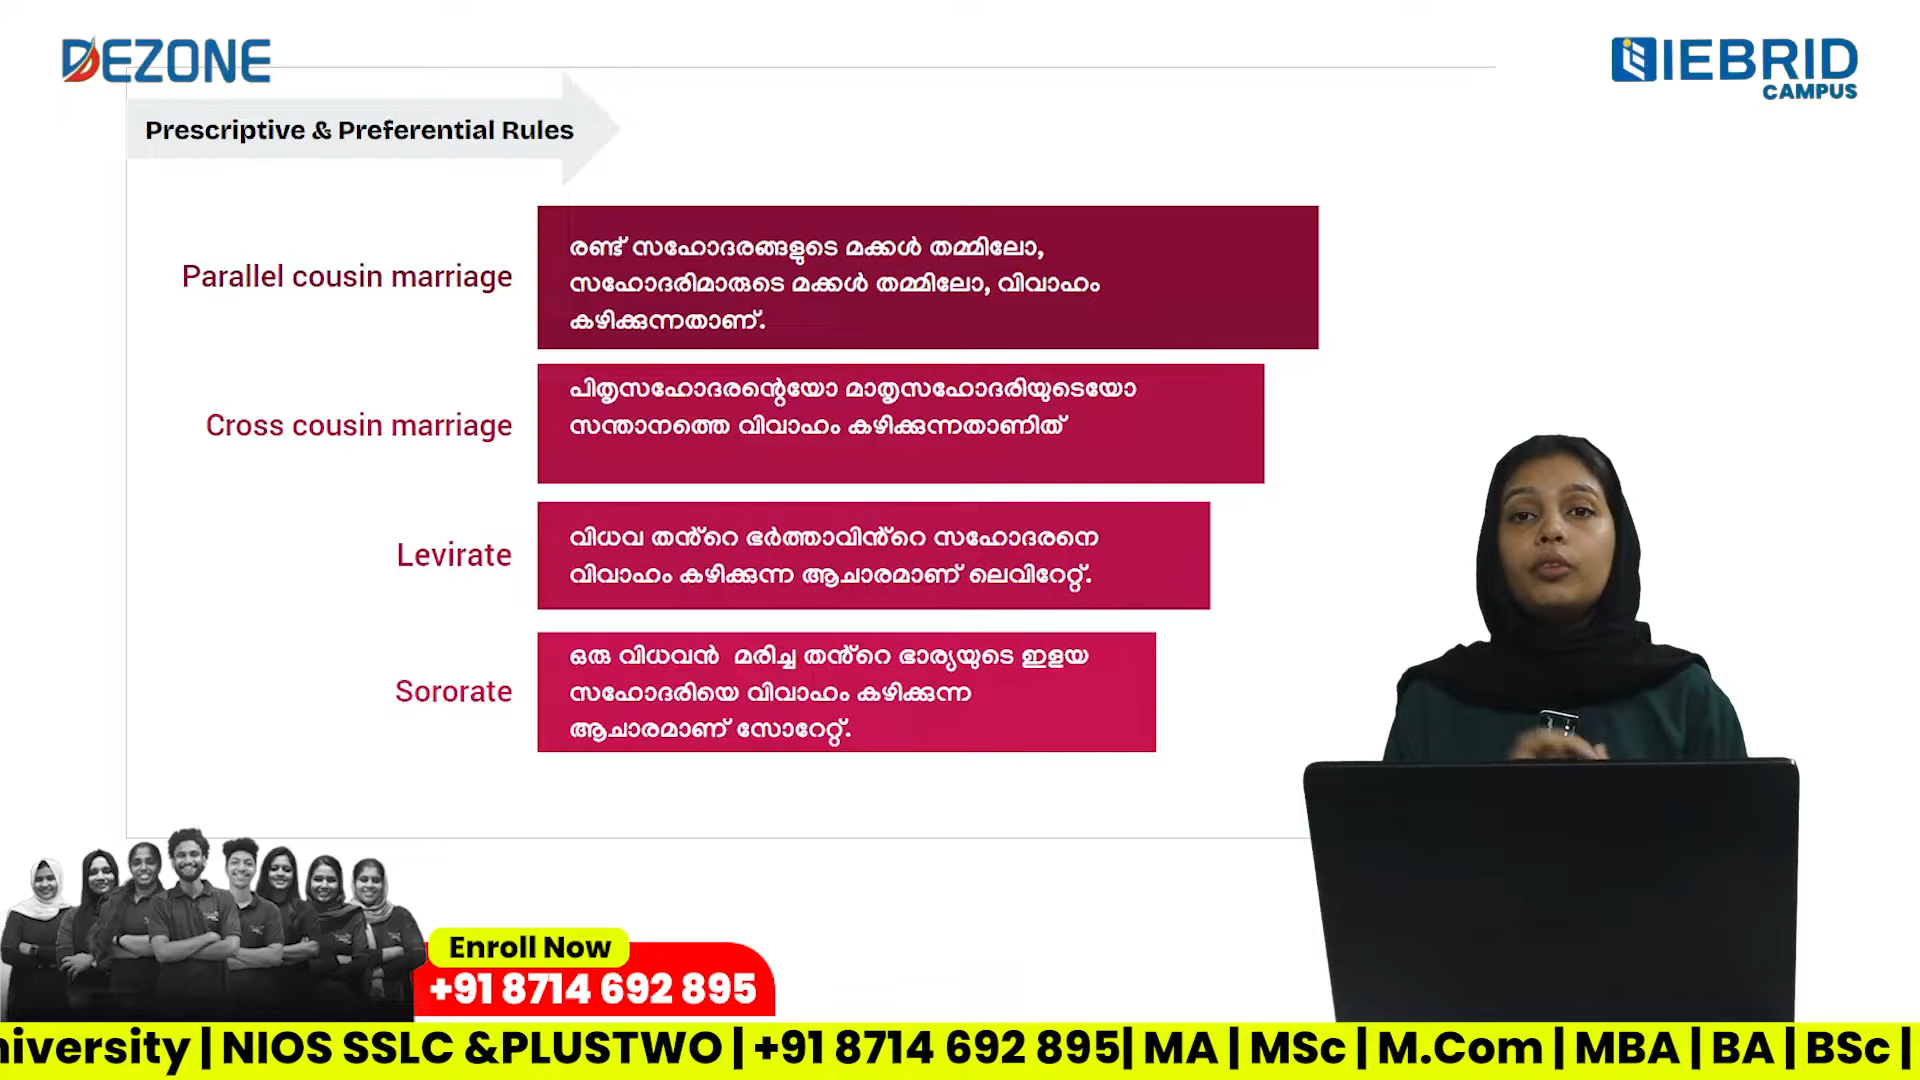 DEZONE
IEBRID
CAMPUS
Prescriptive & Preferential Rules
Parallel cousin marriage
രണ്ട് സഹോദരങ്ങളുടെ മക്കൾ തമ്മിലോ,
സഹോദരിമാരുടെ മക്കൾ തമ്മിലോ, വിവാഹം
കഴിക്കുന്നതാണ്.
Cross cousin marriage
പിതൃസഹോദരന്റെയോ മാതൃസഹോദരിയുടെയോ
സന്താനത്തെ വിവാഹം കഴിക്കുന്നതാണിത്
Levirate
വിധവ തൻ്റെ ഭർത്താവിൻ്റെ സഹോദരനെ
വിവാഹം കഴിക്കുന്ന ആചാരമാണ് ലെവിറേറ്റ്.
Sororate
ഒരു വിധവൻ മരിച്ച തൻ്റെ ഭാര്യയുടെ ഇളയ
സഹോദരിയെ വിവാഹം കഴിക്കുന്ന
ആചാരമാണ് സോറേറ്റ്.
Enroll Now
+91 8714 692 895
niversity | NIOS SSLC &PLUSTWO | +91 8714 692 895| MA | MSc | M.Com | MBA | BA | BSc |